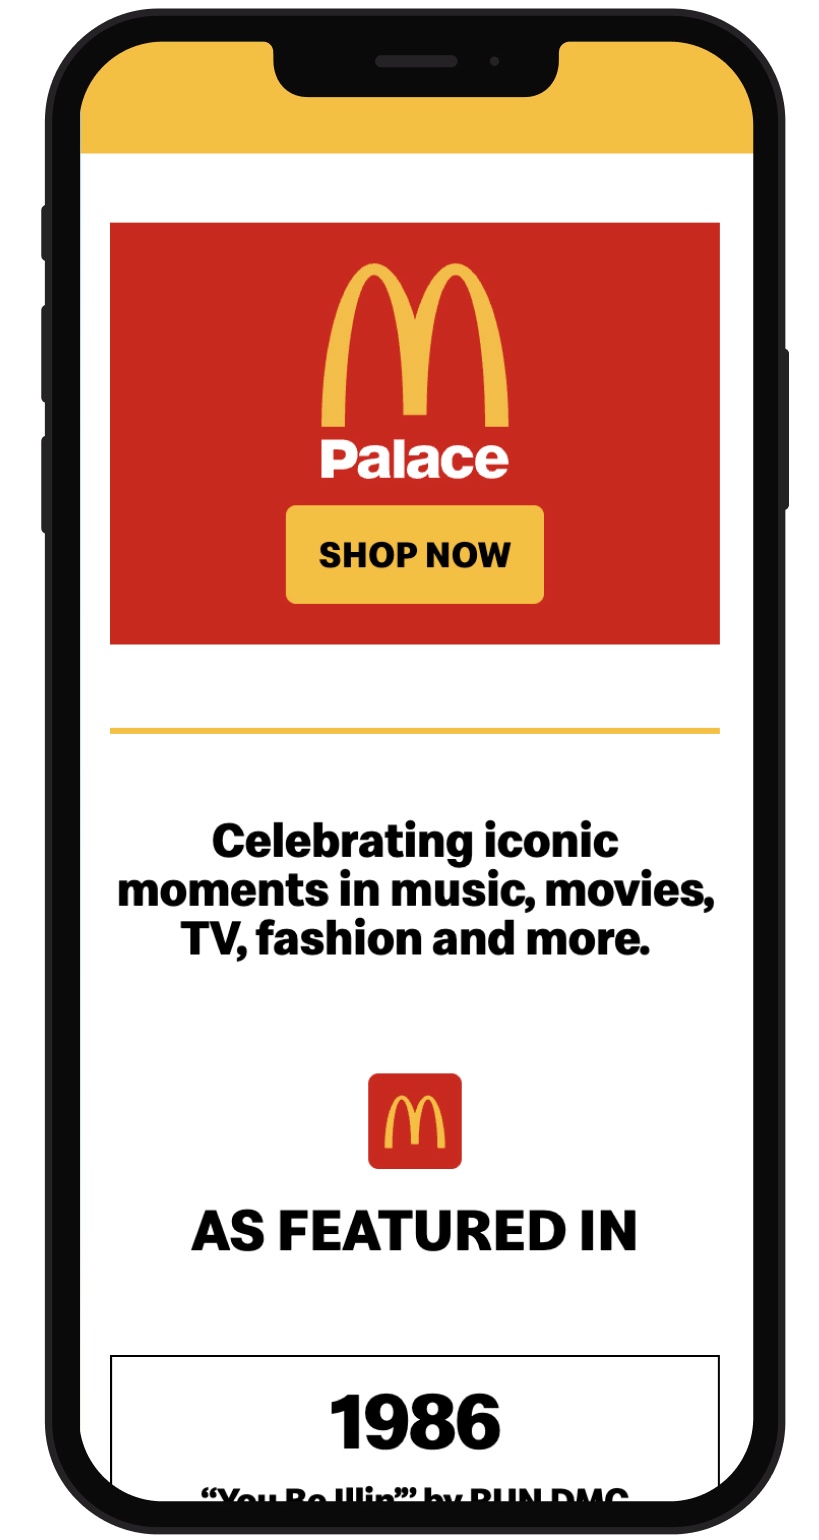 Palace
SHOP NOW
Celebrating iconic
moments in music, movies,
TV, fashion and more.
AS FEATURED IN
1986
“You Be Illin’” by RUN DMC